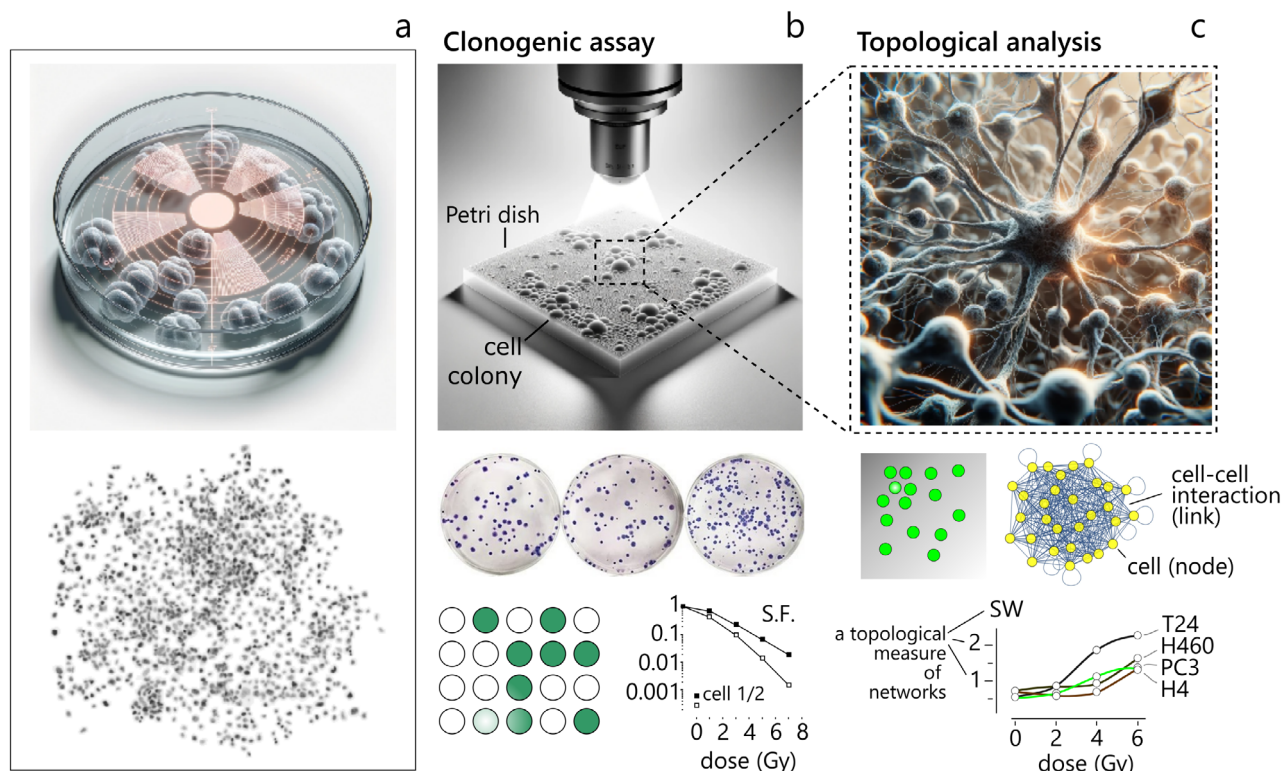 a
Clonogenic assay
b
Topological analysis
c
Petri dish
cell
colony
cell-cell
interaction
(link)
cell (node)
1
0.1
0.01
0.001
S.F.
cell 1/2
0 2 4 6 8
dose (Gy)
SW
a topological
measure
of
networks
2
1
T24
H460
PC3
H4
0 2 4 6
dose (Gy)